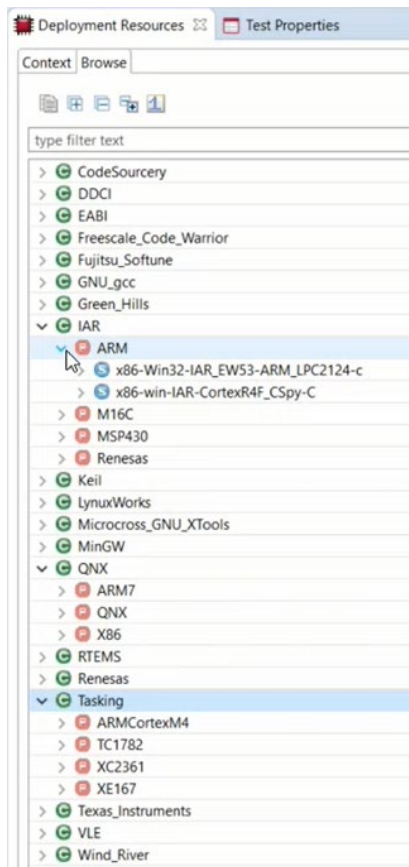 Deployment Resources
Test Properties
Context
Browse
type filter text
C CodeSourcery
C DDCI
C EABI
C Freescale_Code_Warrior
C Fujitsu_Softune
C GNU_gcc
C Green_Hills
C IAR
P ARM
S x86-Win32-IAR_EW53-ARM_LPC2124-c
S x86-win-IAR-CortexR4F_CSpy-C
P M16C
P MSP430
P Renesas
C Keil
C LynuxWorks
C Microcross_GNU_XTools
C MinGW
C QNX
P ARM7
P QNX
P X86
C RTEMS
C Renesas
C Tasking
P ARMCortexM4
P TC1782
P XC2361
P XE167
C Texas_Instruments
C VLE
C Wind_River